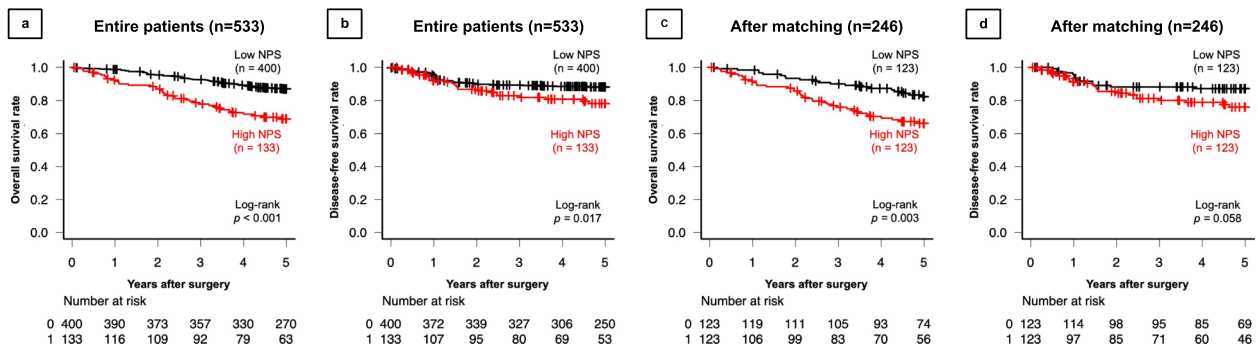 a
Entire patients (n=533)
Overall survival rate
1.0
0.8
0.6
0.4
0.2
0.0
Low NPS
(n = 400)
High NPS
(n = 133)
Log-rank
p < 0.001
0 1 2 3 4 5
Years after surgery
Number at risk
0 400 390 373 357 330 270
1 133 116 109 92 79 63
b
Entire patients (n=533)
Disease-free survival rate
1.0
0.8
0.6
0.4
0.2
0.0
Low NPS
(n = 400)
High NPS
(n = 133)
Log-rank
p = 0.017
0 1 2 3 4 5
Years after surgery
Number at risk
0 400 372 339 327 306 250
1 133 107 95 80 69 53
c
After matching (n=246)
Overall survival rate
1.0
0.8
0.6
0.4
0.2
0.0
Low NPS
(n = 123)
High NPS
(n = 123)
Log-rank
p = 0.003
0 1 2 3 4 5
Years after surgery
Number at risk
0 123 119 111 105 93 74
1 123 106 99 83 70 56
d
After matching (n=246)
Disease-free survival rate
1.0
0.8
0.6
0.4
0.2
0.0
Low NPS
(n = 123)
High NPS
(n = 123)
Log-rank
p = 0.058
0 1 2 3 4 5
Years after surgery
Number at risk
0 123 114 98 95 85 69
1 123 97 85 71 60 46